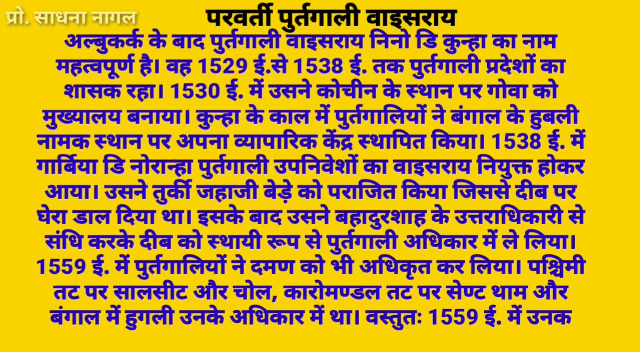 प्रो. साधना नागल
परवर्ती पुर्तगाली वाइसराय
अल्बुकर्क के बाद पुर्तगाली वाइसराय निनो डि कुन्हा का नाम
महत्वपूर्ण है। वह 1529 ई.से 1538 ई. तक पुर्तगाली प्रदेशों का
शासक रहा। 1530 ई. में उसने कोचीन के स्थान पर गोवा को
मुख्यालय बनाया। कुन्हा के काल में पुर्तगालियों ने बंगाल के हुबली
नामक स्थान पर अपना व्यापारिक केंद्र स्थापित किया। 1538 ई. में
गार्बिया डि नोरान्हा पुर्तगाली उपनिवेशों का वाइसराय नियुक्त होकर
आया। उसने तुर्की जहाजी बेड़े को पराजित किया जिससे दीब पर
घेरा डाल दिया था। इसके बाद उसने बहादुरशाह के उत्तराधिकारी से
संधि करके दीब को स्थायी रूप से पुर्तगाली अधिकार में ले लिया।
1559 ई. में पुर्तगालियों ने दमण को भी अधिकृत कर लिया। पश्चिमी
तट पर सालसीट और चोल, कारोमण्डल तट पर सेण्ट थाम और
बंगाल में हुगली उनके अधिकार में था। वस्तुतः 1559 ई. में उनक